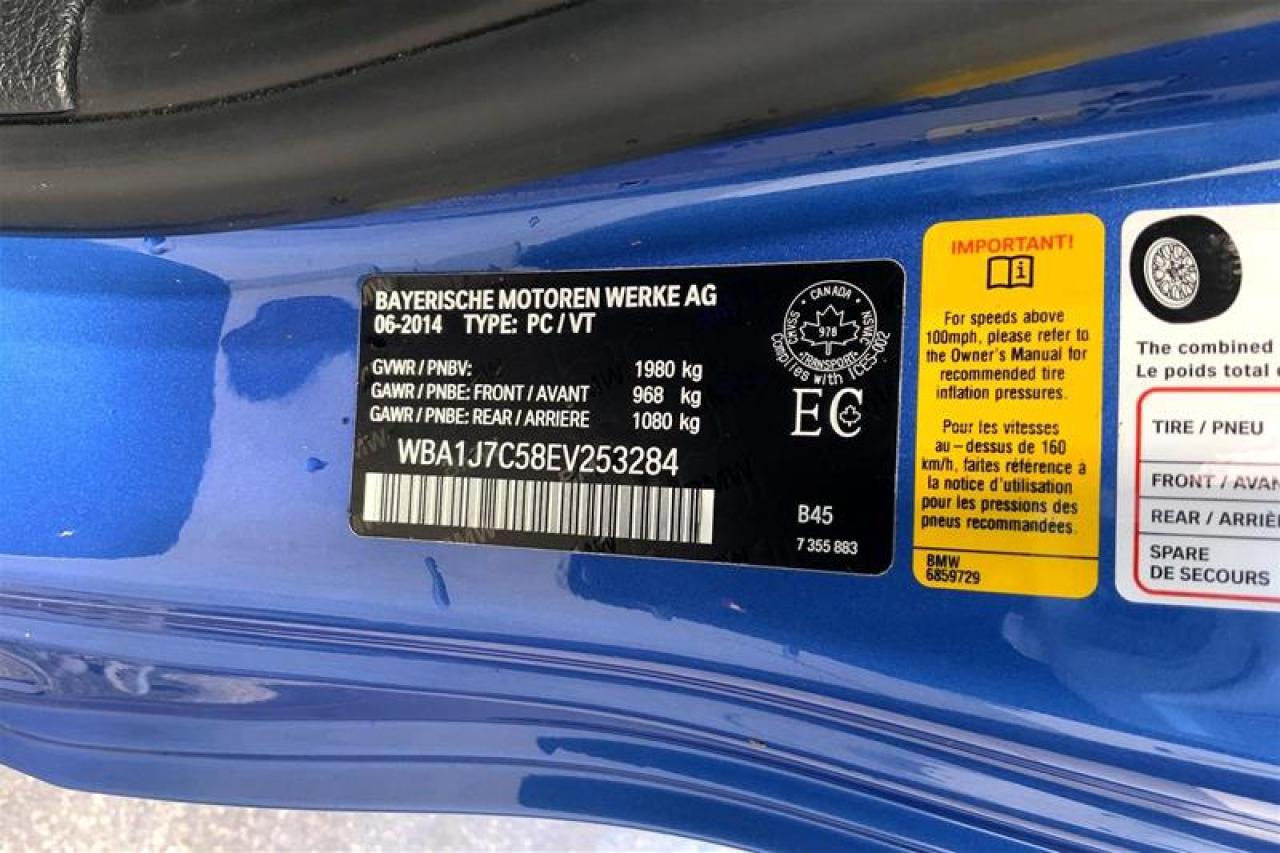 BAYERISCHE MOTOREN WERKE AG
06-2014 TYPE: PC / VT
GVWR / PNBV: 1980 kg
GAWR / PNBE: FRONT / AVANT 968 kg
GAWR / PNBE: REAR / ARRIÈRE 1080 kg
WBA1J7C58EV253284
CANADA
CMVSS
978
NSVAC
TRANSPORT
Complies with ICES-002
EC
B45
7 355 883
IMPORTANT!
i
For speeds above
100mph, please refer to
the Owner's Manual for
recommended tire
inflation pressures.
Pour les vitesses
au-dessus de 160
km/h, faites référence à
la notice d'utilisation
pour les pressions des
pneus recommandées.
BMW
6859729
The combined
Le poids total
TIRE / PNEU
FRONT / AVAN
REAR / ARRIÈ
SPARE
DE SECOURS